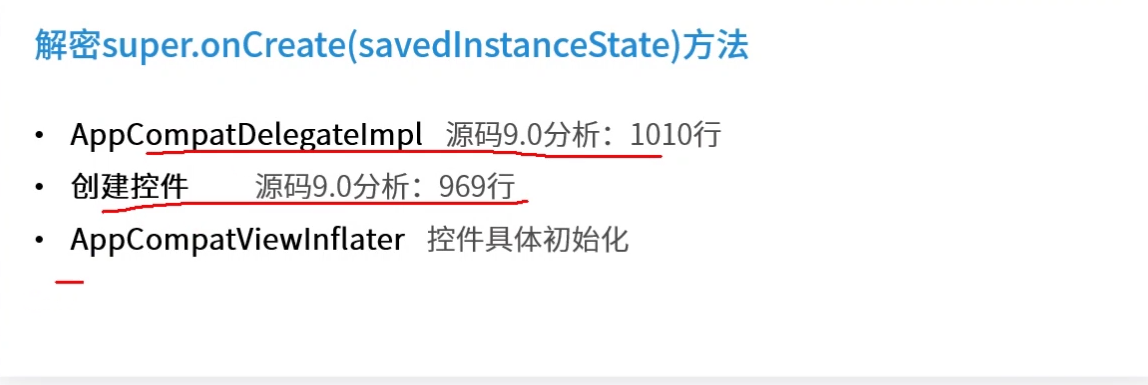 解密super.onCreate(savedInstanceState)方法
• AppCompatDelegateImpl 源码9.0分析：1010行
• 创建控件 源码9.0分析：969行
• AppCompatViewInflater 控件具体初始化